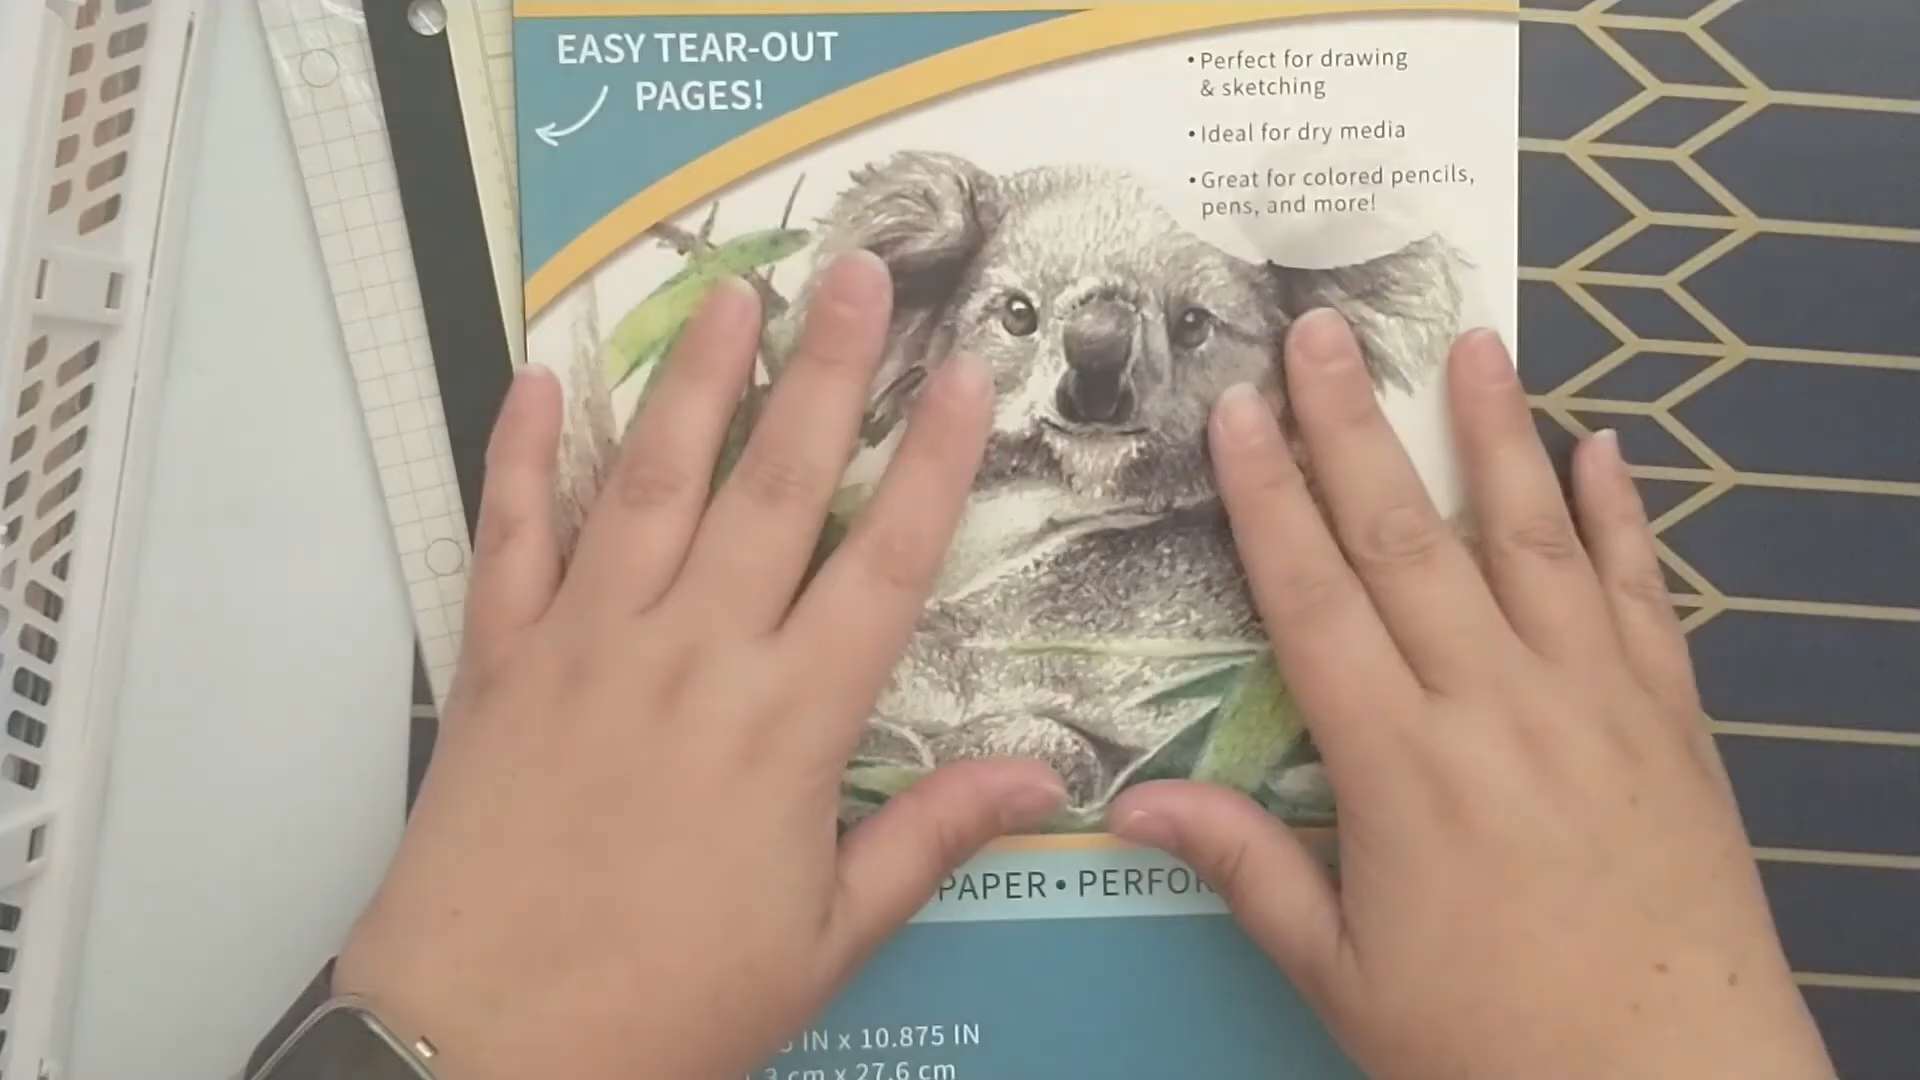 EASY TEAR-OUT
PAGES!
• Perfect for drawing
& sketching
• Ideal for dry media
• Great for colored pencils,
pens, and more!
PAPER • PERFOR
IN x 10.875 IN
3 cm x 27.6 cm